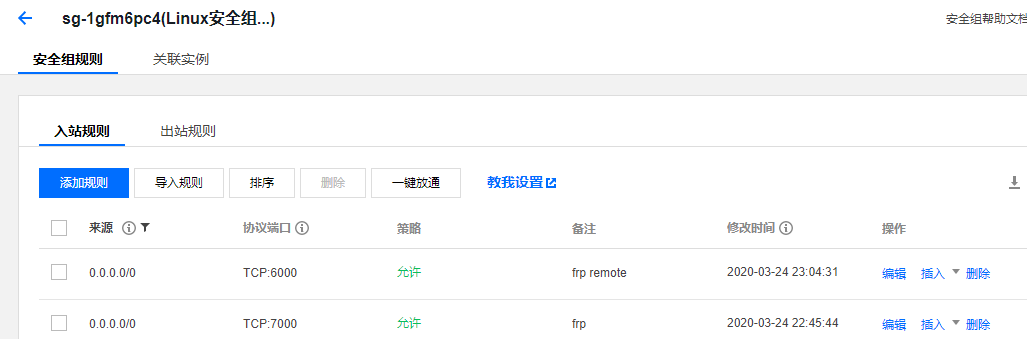 sg-1gfm6pc4(Linux安全组...)
安全组帮助文档
安全组规则 关联实例
入站规则 出站规则
添加规则 导入规则 排序 删除 一键放通 教我设置
来源 协议端口 策略 备注 修改时间 操作
0.0.0.0/0 TCP:6000 允许 frp remote 2020-03-24 23:04:31 编辑 插入 删除
0.0.0.0/0 TCP:7000 允许 frp 2020-03-24 22:45:44 编辑 插入 删除